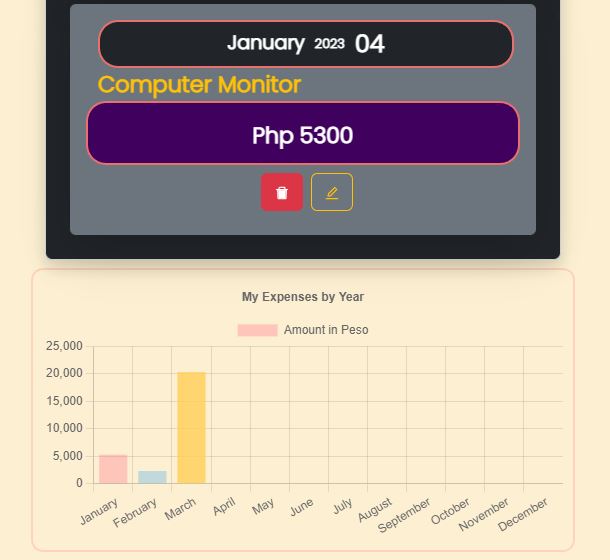 January 2023 04
Computer Monitor
Php 5300
My Expenses by Year
Amount in Peso
25,000
20,000
15,000
10,000
5,000
0
January February March April May June July August September October November December